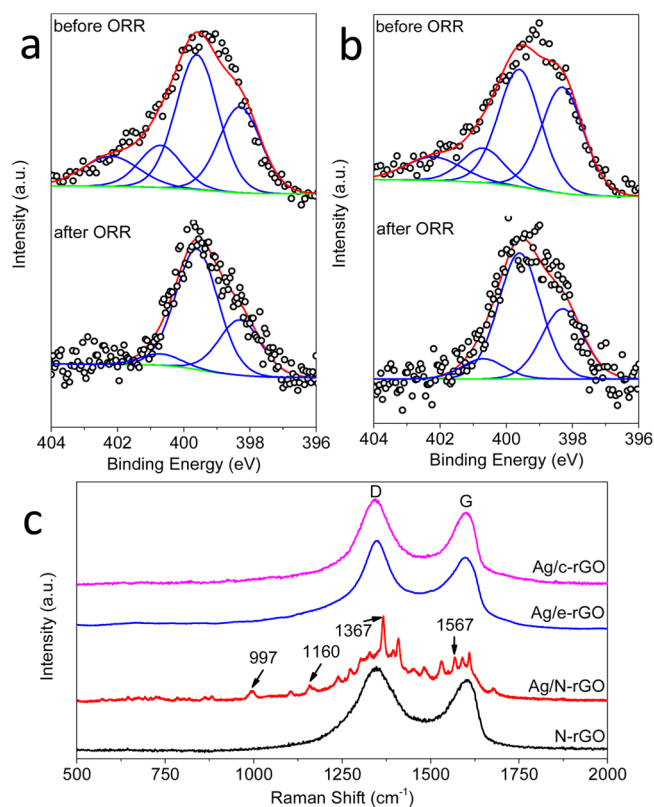 a
before ORR
after ORR
Intensity (a.u.)
404 402 400 398 396
Binding Energy (eV)
b
before ORR
after ORR
Intensity (a.u.)
404 402 400 398 396
Binding Energy (eV)
c
D
G
Ag/c-rGO
Ag/e-rGO
1367
1567
997
1160
Ag/N-rGO
N-rGO
Intensity (a.u.)
500 750 1000 1250 1500 1750 2000
Raman Shift (cm⁻¹)